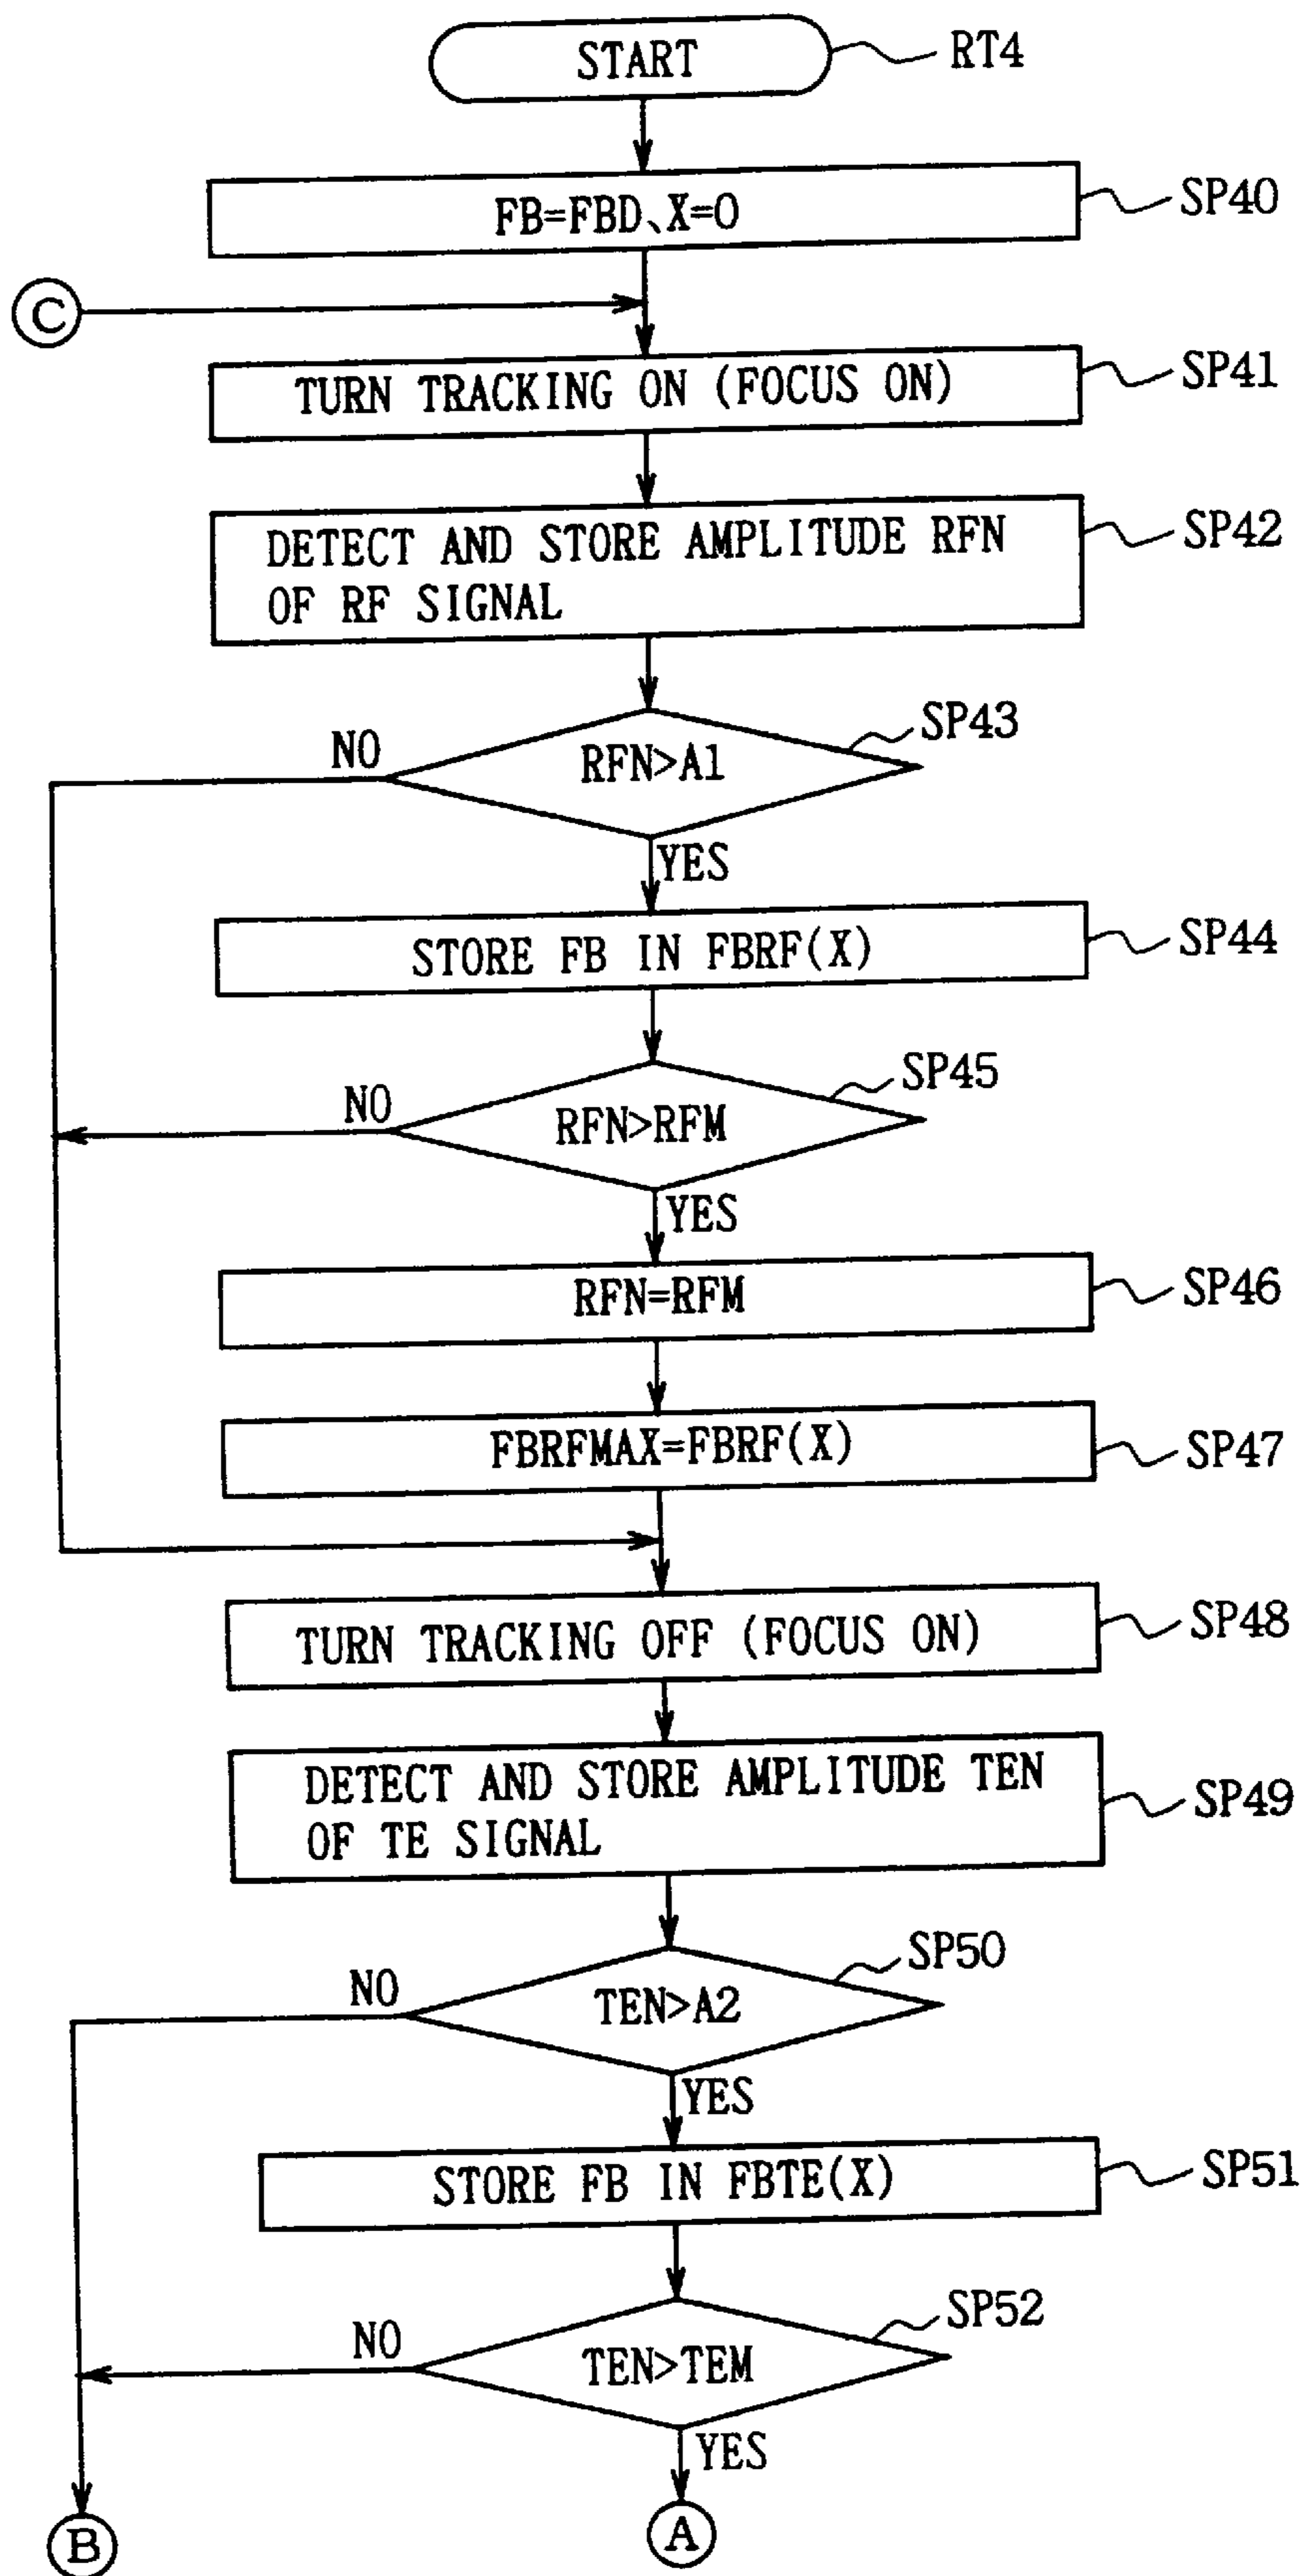 START
RT4
FB=FBD、X=0
SP40
C
TURN TRACKING ON (FOCUS ON)
SP41
DETECT AND STORE AMPLITUDE RFN
OF RF SIGNAL
SP42
SP43
NO
RFN>A1
YES
STORE FB IN FBRF(X)
SP44
SP45
NO
RFN>RFM
YES
RFN=RFM
SP46
FBRFMAX=FBRF(X)
SP47
TURN TRACKING OFF (FOCUS ON)
SP48
DETECT AND STORE AMPLITUDE TEN
OF TE SIGNAL
SP49
SP50
NO
TEN>A2
YES
STORE FB IN FBTE(X)
SP51
SP52
NO
TEN>TEM
YES
B
A